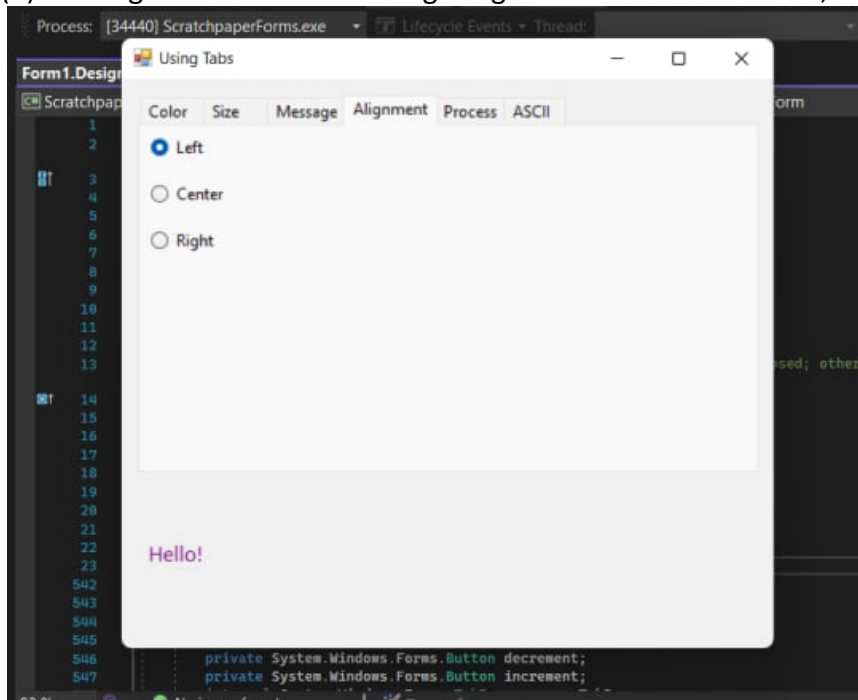 Process: [34440] ScratchpaperForms.exe Lifecycle Events Thread:
Using Tabs
Form1.Design
Scratchpap
orm
Color Size Message Alignment Process ASCII
Left
Center
Right
1
2
3
4
5
6
7
8
9
10
11
12
13 osed; other
14
15
16
17
18
19
20
21
22
23
Hello!
542
543
544
545
546 private System.Windows.Forms.Button decrement;
547 private System.Windows.Forms.Button increment;